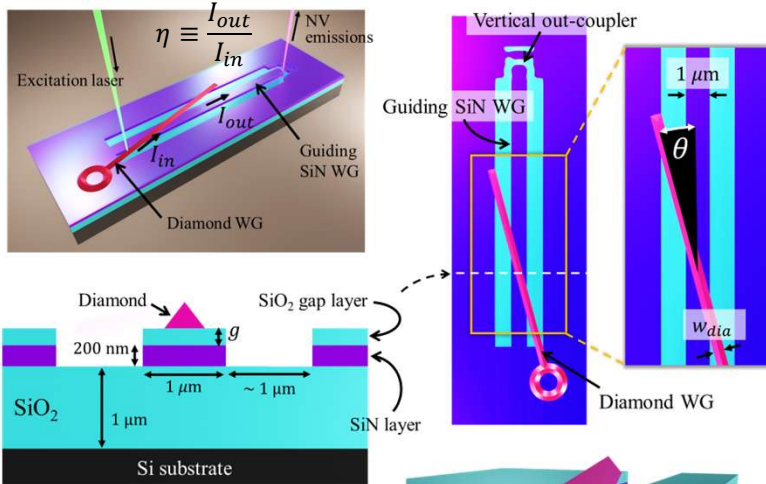 η ≡ I_out / I_in
NV
emissions
Excitation laser
I_out
I_in
Guiding
SiN WG
Diamond WG
Vertical out-coupler
Guiding SiN WG
Diamond WG
1 μm
θ
w_dia
Diamond
SiO₂ gap layer
g
200 nm
1 μm
~ 1 μm
SiO₂
1 μm
SiN layer
Si substrate